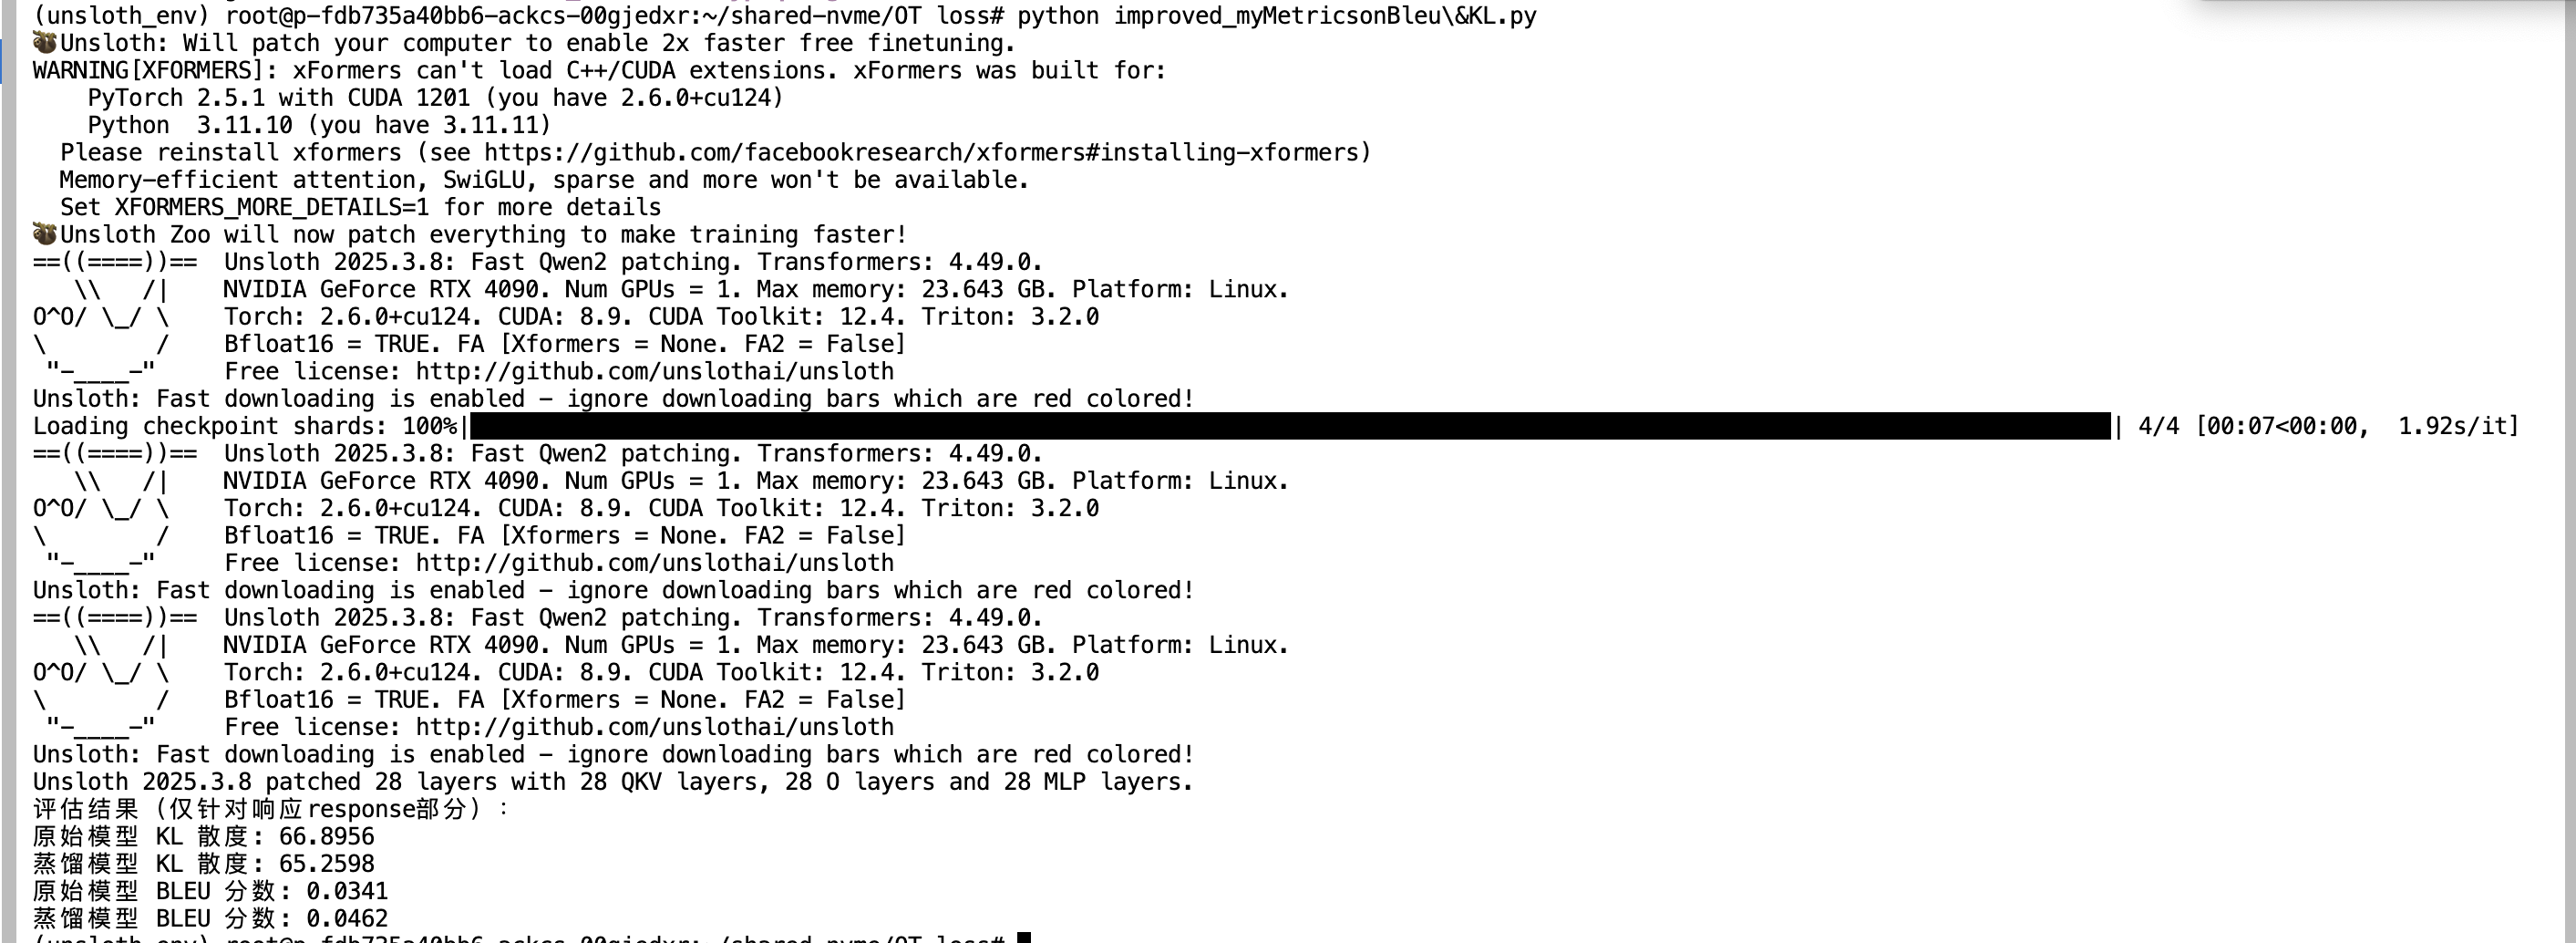 (unsloth_env) root@p-fdb735a40bb6-ackcs-00gjedxr:~/shared-nvme/OT loss# python improved_myMetricsonBleu\&KL.py
🦥Unsloth: Will patch your computer to enable 2x faster free finetuning.
WARNING[XFORMERS]: xFormers can't load C++/CUDA extensions. xFormers was built for:
    PyTorch 2.5.1 with CUDA 1201 (you have 2.6.0+cu124)
    Python  3.11.10 (you have 3.11.11)
  Please reinstall xformers (see https://github.com/facebookresearch/xformers#installing-xformers)
  Memory-efficient attention, SwiGLU, sparse and more won't be available.
  Set XFORMERS_MORE_DETAILS=1 for more details
🦥Unsloth Zoo will now patch everything to make training faster!
==((====))==  Unsloth 2025.3.8: Fast Qwen2 patching. Transformers: 4.49.0.
   \\   /|    NVIDIA GeForce RTX 4090. Num GPUs = 1. Max memory: 23.643 GB. Platform: Linux.
O^O/ \_/ \    Torch: 2.6.0+cu124. CUDA: 8.9. CUDA Toolkit: 12.4. Triton: 3.2.0
\        /    Bfloat16 = TRUE. FA [Xformers = None. FA2 = False]
 "-____-"     Free license: http://github.com/unslothai/unsloth
Unsloth: Fast downloading is enabled - ignore downloading bars which are red colored!
Loading checkpoint shards: 100%|██████████| 4/4 [00:07<00:00,  1.92s/it]
==((====))==  Unsloth 2025.3.8: Fast Qwen2 patching. Transformers: 4.49.0.
   \\   /|    NVIDIA GeForce RTX 4090. Num GPUs = 1. Max memory: 23.643 GB. Platform: Linux.
O^O/ \_/ \    Torch: 2.6.0+cu124. CUDA: 8.9. CUDA Toolkit: 12.4. Triton: 3.2.0
\        /    Bfloat16 = TRUE. FA [Xformers = None. FA2 = False]
 "-____-"     Free license: http://github.com/unslothai/unsloth
Unsloth: Fast downloading is enabled - ignore downloading bars which are red colored!
==((====))==  Unsloth 2025.3.8: Fast Qwen2 patching. Transformers: 4.49.0.
   \\   /|    NVIDIA GeForce RTX 4090. Num GPUs = 1. Max memory: 23.643 GB. Platform: Linux.
O^O/ \_/ \    Torch: 2.6.0+cu124. CUDA: 8.9. CUDA Toolkit: 12.4. Triton: 3.2.0
\        /    Bfloat16 = TRUE. FA [Xformers = None. FA2 = False]
 "-____-"     Free license: http://github.com/unslothai/unsloth
Unsloth: Fast downloading is enabled - ignore downloading bars which are red colored!
Unsloth 2025.3.8 patched 28 layers with 28 QKV layers, 28 O layers and 28 MLP layers.
评估结果（仅针对响应response部分）：
原始模型 KL 散度: 66.8956
蒸馏模型 KL 散度: 65.2598
原始模型 BLEU 分数: 0.0341
蒸馏模型 BLEU 分数: 0.0462
(unsloth_env) root@p-fdb735a40bb6-ackcs-00gjedxr:~/shared-nvme/OT loss#